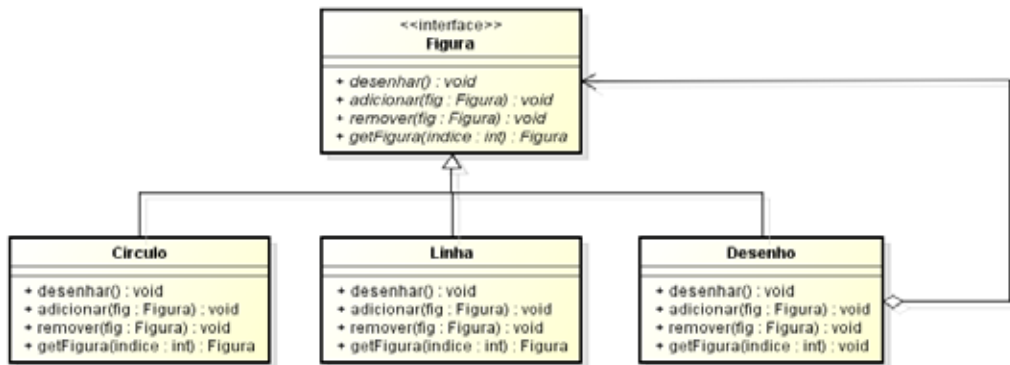 <<interface>>
Figura
+ desenhar() : void
+ adicionar(fig : Figura) : void
+ remover(fig : Figura) : void
+ getFigura(indice : int) : Figura
Circulo
+ desenhar() : void
+ adicionar(fig : Figura) : void
+ remover(fig : Figura) : void
+ getFigura(indice : int) : Figura
Linha
+ desenhar() : void
+ adicionar(fig : Figura) : void
+ remover(fig : Figura) : void
+ getFigura(indice : int) : Figura
Desenho
+ desenhar() : void
+ adicionar(fig : Figura) : void
+ remover(fig : Figura) : void
+ getFigura(indice : int) : void